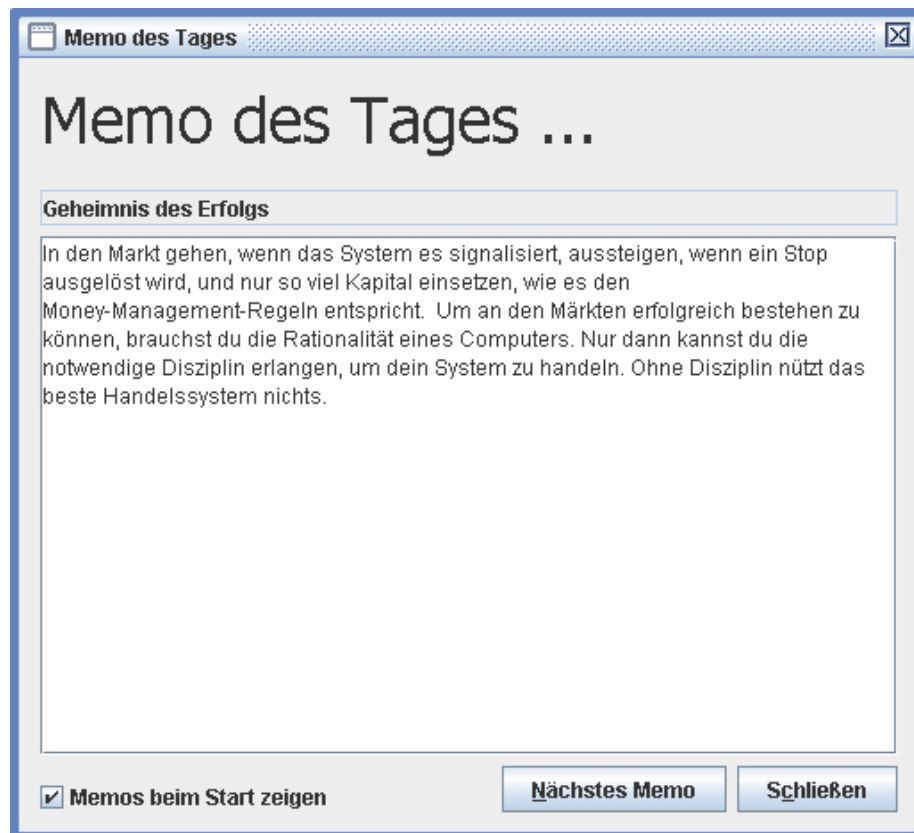 Memo des Tages
Memo des Tages ...
Geheimnis des Erfolgs
In den Markt gehen, wenn das System es signalisiert, aussteigen, wenn ein Stop
ausgelöst wird, und nur so viel Kapital einsetzen, wie es den
Money-Management-Regeln entspricht.  Um an den Märkten erfolgreich bestehen zu
können, brauchst du die Rationalität eines Computers. Nur dann kannst du die
notwendige Disziplin erlangen, um dein System zu handeln. Ohne Disziplin nützt das
beste Handelssystem nichts.
Memos beim Start zeigen
Nächstes Memo
Schließen